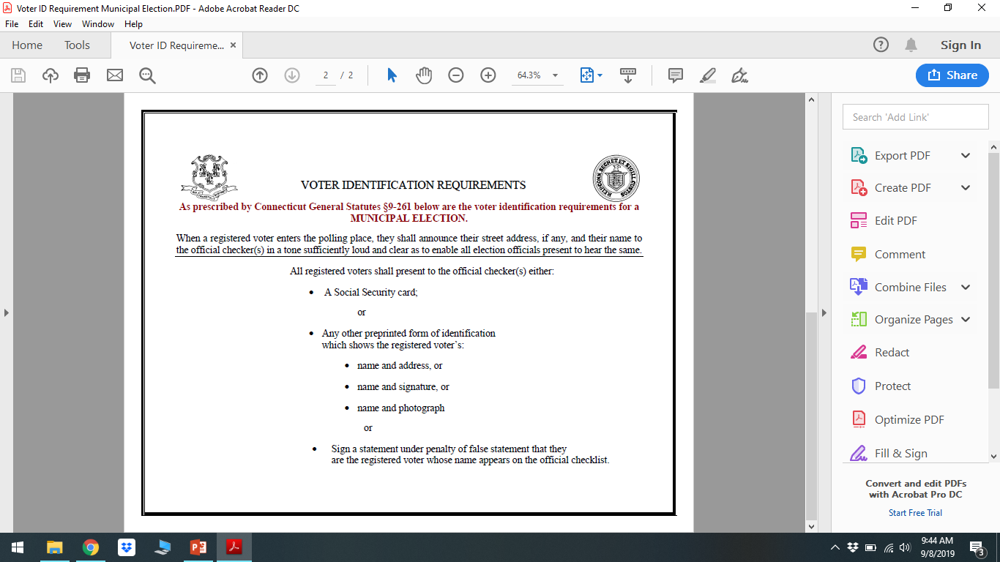 Voter ID Requirement Municipal Election.PDF - Adobe Acrobat Reader DC
File Edit View Window Help
Home Tools Voter ID Requireme... ×
Sign In
2 / 2 64.3%
Share
VOTER IDENTIFICATION REQUIREMENTS
As prescribed by Connecticut General Statutes §9-261 below are the voter identification requirements for a
MUNICIPAL ELECTION.
When a registered voter enters the polling place, they shall announce their street address, if any, and their name to
the official checker(s) in a tone sufficiently loud and clear as to enable all election officials present to hear the same.
All registered voters shall present to the official checker(s) either:
• A Social Security card;
or
• Any other preprinted form of identification
which shows the registered voter's:
• name and address, or
• name and signature, or
• name and photograph
or
• Sign a statement under penalty of false statement that they
are the registered voter whose name appears on the official checklist.
Search 'Add Link'
Export PDF
Create PDF
Edit PDF
Comment
Combine Files
Organize Pages
Redact
Protect
Optimize PDF
Fill & Sign
Convert and edit PDFs
with Acrobat Pro DC
Start Free Trial
9:44 AM
9/8/2019
3